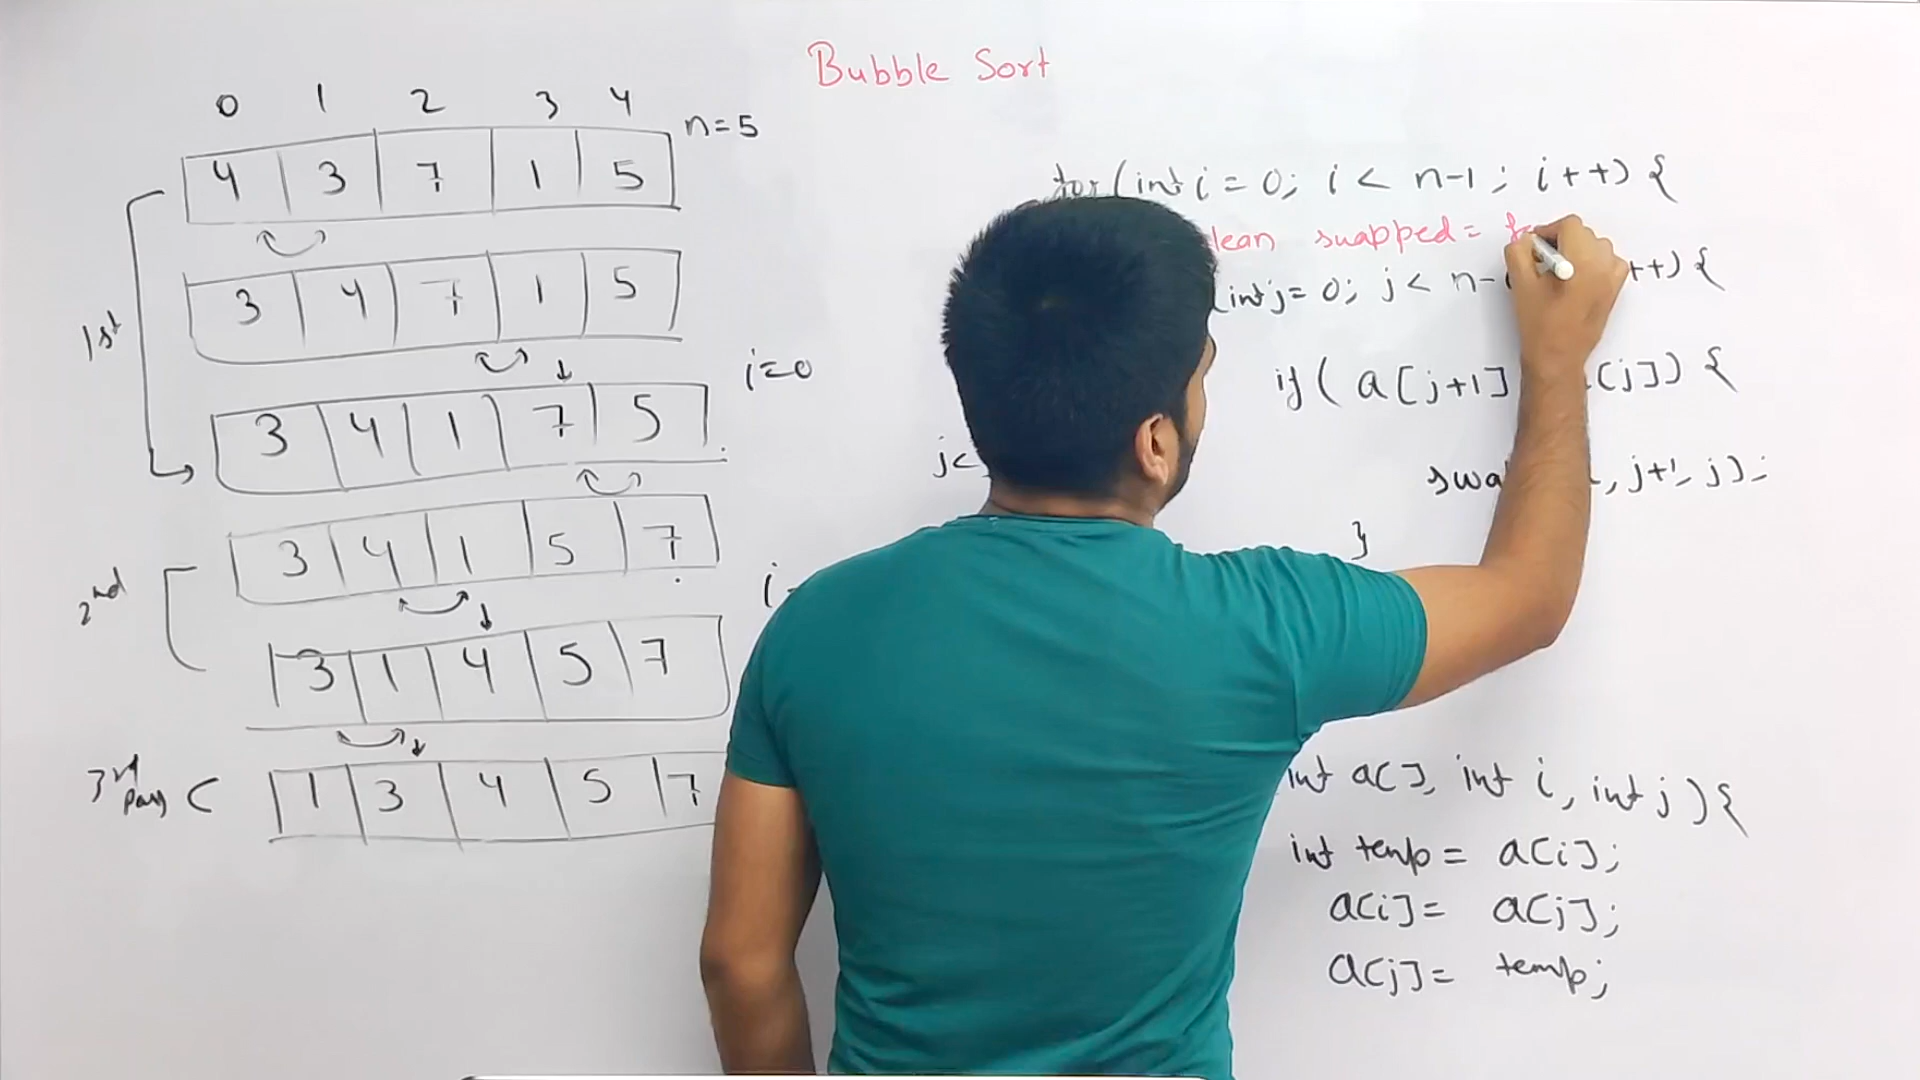 Bubble Sort
0 1 2 3 4
n=5
4 3 7 1 5
1st
3 4 7 1 5
i=0
3 4 1 7 5
2nd
3 4 1 5 7
3 1 4 5 7
3rd pass
1 3 4 5 7
for(int i = 0; i < n-1; i++) {
swapped =
int j = 0; j < n- ++) {
if( a[j+1] [j]) {
j<
, j+1, j);
}
int a[], int i, int j){
int temp = a[i];
a[i] = a[j];
a[j] = temp;